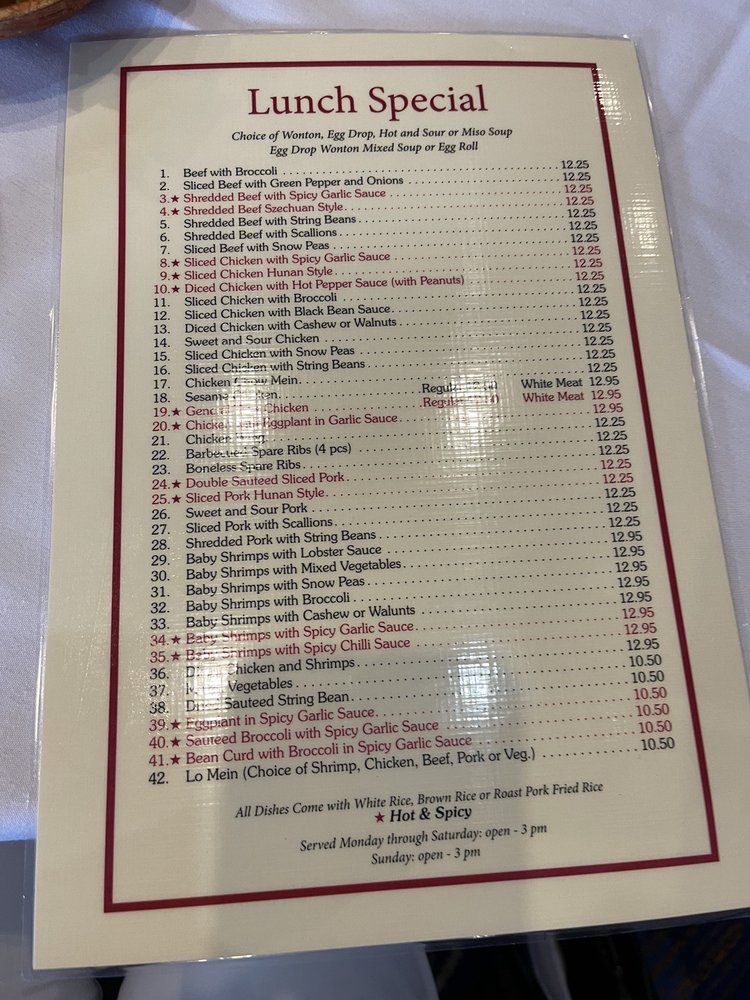 Lunch Special
Choice of Wonton, Egg Drop, Hot and Sour or Miso Soup
Egg Drop Wonton Mixed Soup or Egg Roll
1. Beef with Broccoli 12.25
2. Sliced Beef with Green Pepper and Onions 12.25
3.★ Shredded Beef with Spicy Garlic Sauce 12.25
4.★ Shredded Beef Szechuan Style 12.25
5. Shredded Beef with String Beans 12.25
6. Shredded Beef with Scallions 12.25
7. Sliced Beef with Snow Peas 12.25
8.★ Sliced Chicken with Spicy Garlic Sauce 12.25
9.★ Sliced Chicken Hunan Style 12.25
10.★ Diced Chicken with Hot Pepper Sauce (with Peanuts) 12.25
11. Sliced Chicken with Broccoli 12.25
12. Sliced Chicken with Black Bean Sauce 12.25
13. Diced Chicken with Cashew or Walnuts 12.25
14. Sweet and Sour Chicken 12.25
15. Sliced Chicken with Snow Peas 12.25
16. Sliced Chicken with String Beans 12.25
17. Chicken Chow Mein 12.25
18. Sesame Chicken Regular White Meat 12.95
19.★ Chicken Regular White Meat 12.95
20.★ Chicken with Eggplant in Garlic Sauce 12.95
21. Chicken 12.25
22. Barbecued Spare Ribs (4 pcs) 12.25
23. Boneless Spare Ribs 12.25
24.★ Double Sauteed Sliced Pork 12.25
25.★ Sliced Pork Hunan Style 12.25
26. Sweet and Sour Pork 12.25
27. Sliced Pork with Scallions 12.25
28. Shredded Pork with String Beans 12.25
29. Baby Shrimps with Lobster Sauce 12.95
30. Baby Shrimps with Mixed Vegetables 12.95
31. Baby Shrimps with Snow Peas 12.95
32. Baby Shrimps with Broccoli 12.95
33. Baby Shrimps with Cashew or Walunts 12.95
34.★ Baby Shrimps with Spicy Garlic Sauce 12.95
35.★ Baby Shrimps with Spicy Chilli Sauce 12.95
36. Chicken and Shrimps 12.95
37. Vegetables 10.50
38. Sauteed String Bean 10.50
39.★ Eggplant in Spicy Garlic Sauce 10.50
40.★ Sauteed Broccoli with Spicy Garlic Sauce 10.50
41.★ Bean Curd with Broccoli in Spicy Garlic Sauce 10.50
42. Lo Mein (Choice of Shrimp, Chicken, Beef, Pork or Veg.) 10.50
All Dishes Come with White Rice, Brown Rice or Roast Pork Fried Rice
★ Hot & Spicy
Served Monday through Saturday: open - 3 pm
Sunday: open - 3 pm